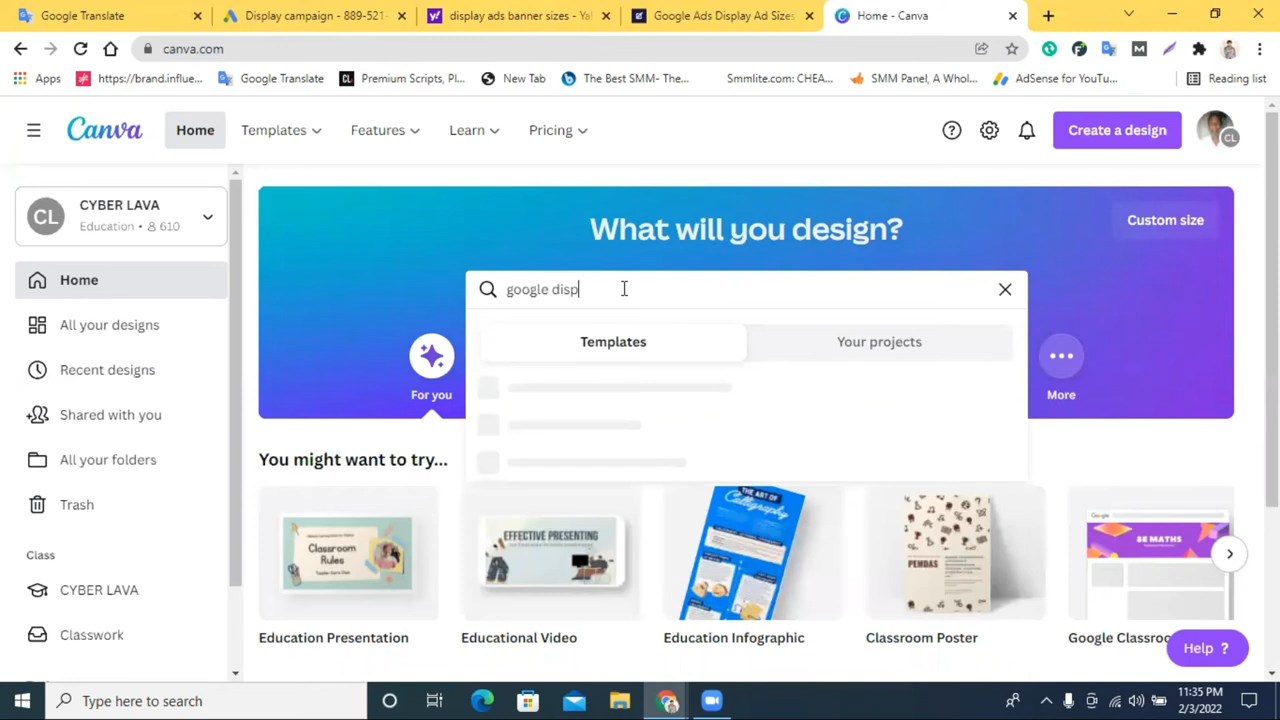 Google Translate
Display campaign - 889-521-
display ads banner sizes - Ya
Google Ads Display Ad Sizes
Home - Canva
canva.com
Apps
https://brand.influe...
Google Translate
CL
Premium Scripts, Pl...
New Tab
The Best SMM- The...
Smmlite.com: CHEA...
SMM Panel, A Whol...
AdSense for YouTu...
Reading list
Canva
Home
Templates
Features
Learn
Pricing
Create a design
CL
CL
CYBER LAVA
Education • 610
What will you design?
Custom size
google disp
Home
Templates
Your projects
All your designs
Recent designs
For you
More
Shared with you
You might want to try...
All your folders
Trash
Classroom
Rules
EFFECTIVE PRESENTING
THE ART OF
Calligraphy
PEMDAS
Google
8E MATHS
Class
CYBER LAVA
Classwork
Education Presentation
Educational Video
Education Infographic
Classroom Poster
Google Classroo
Help ?
Type here to search
11:35 PM
2/3/2022